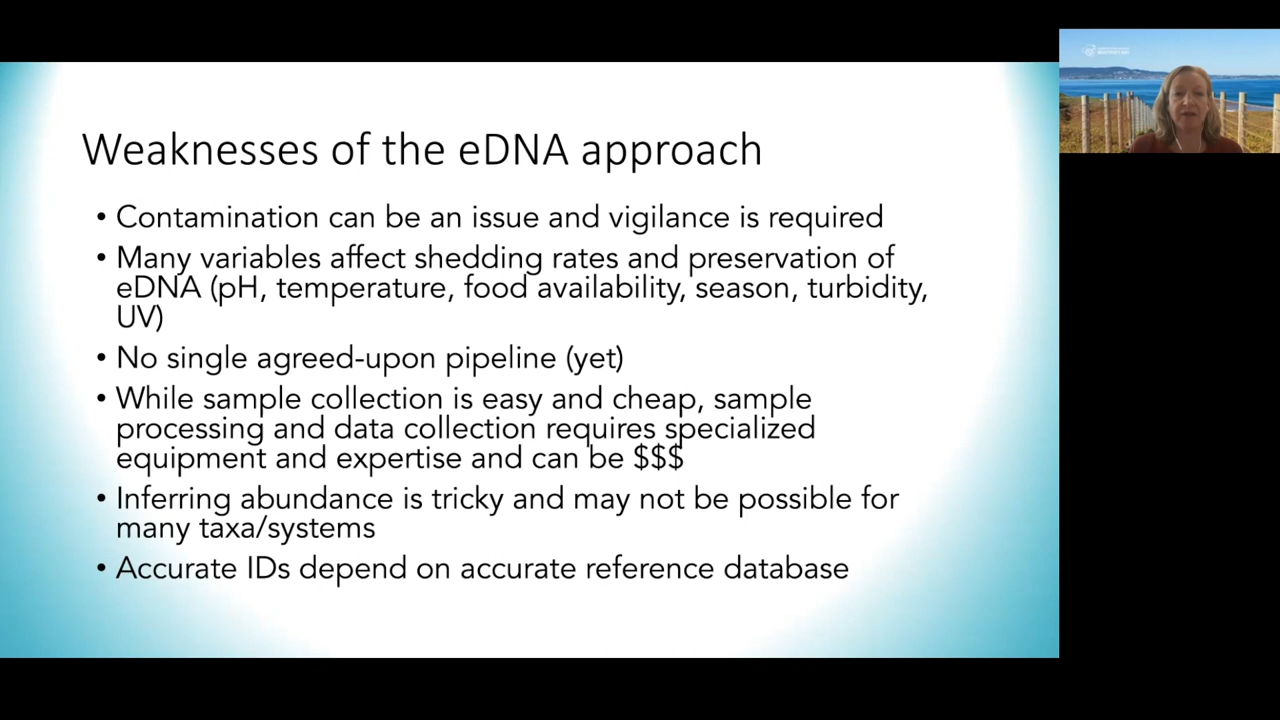 Weaknesses of the eDNA approach
• Contamination can be an issue and vigilance is required
• Many variables affect shedding rates and preservation of
eDNA (pH, temperature, food availability, season, turbidity,
UV)
• No single agreed-upon pipeline (yet)
• While sample collection is easy and cheap, sample
processing and data collection requires specialized
equipment and expertise and can be $$$
• Inferring abundance is tricky and may not be possible for
many taxa/systems
• Accurate IDs depend on accurate reference database